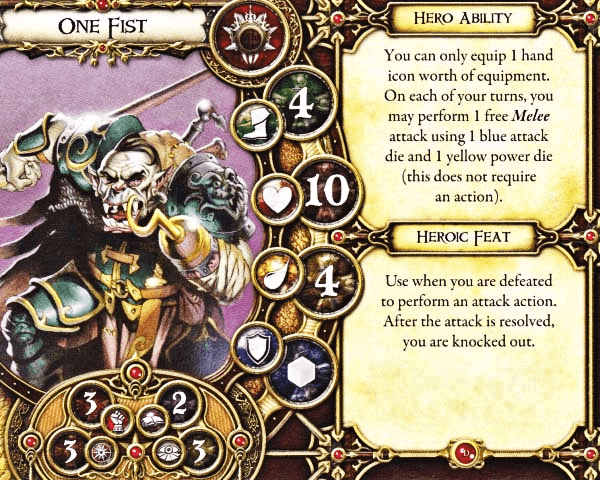 One Fist
4
10
4
3
2
3
3
Hero Ability
You can only equip 1 hand
icon worth of equipment.
On each of your turns, you
may perform 1 free Melee
attack using 1 blue attack
die and 1 yellow power die
(this does not require
an action).
Heroic Feat
Use when you are defeated
to perform an attack action.
After the attack is resolved,
you are knocked out.
D